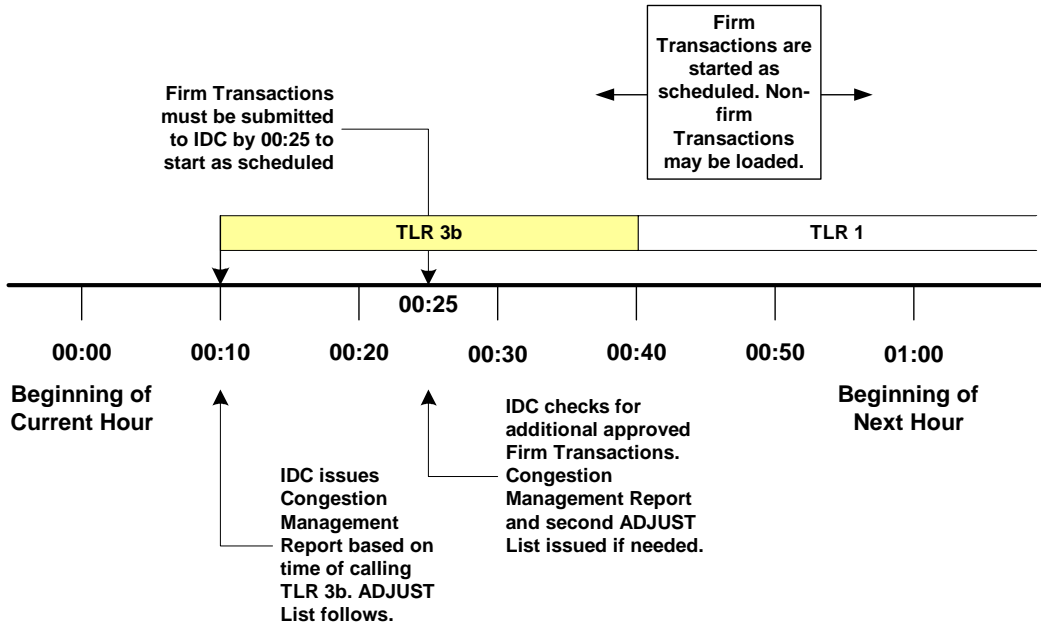 Firm
Transactions are
started as
scheduled. Non-
firm
Transactions
may be loaded.
Firm Transactions
must be submitted
to IDC by 00:25 to
start as scheduled
TLR 3b
TLR 1
00:25
00:00
00:10
00:20
00:30
00:40
00:50
01:00
Beginning of
Current Hour
Beginning of
Next Hour
IDC checks for
additional approved
Firm Transactions.
Congestion
Management Report
and second ADJUST
List issued if needed.
IDC issues
Congestion
Management
Report based on
time of calling
TLR 3b. ADJUST
List follows.